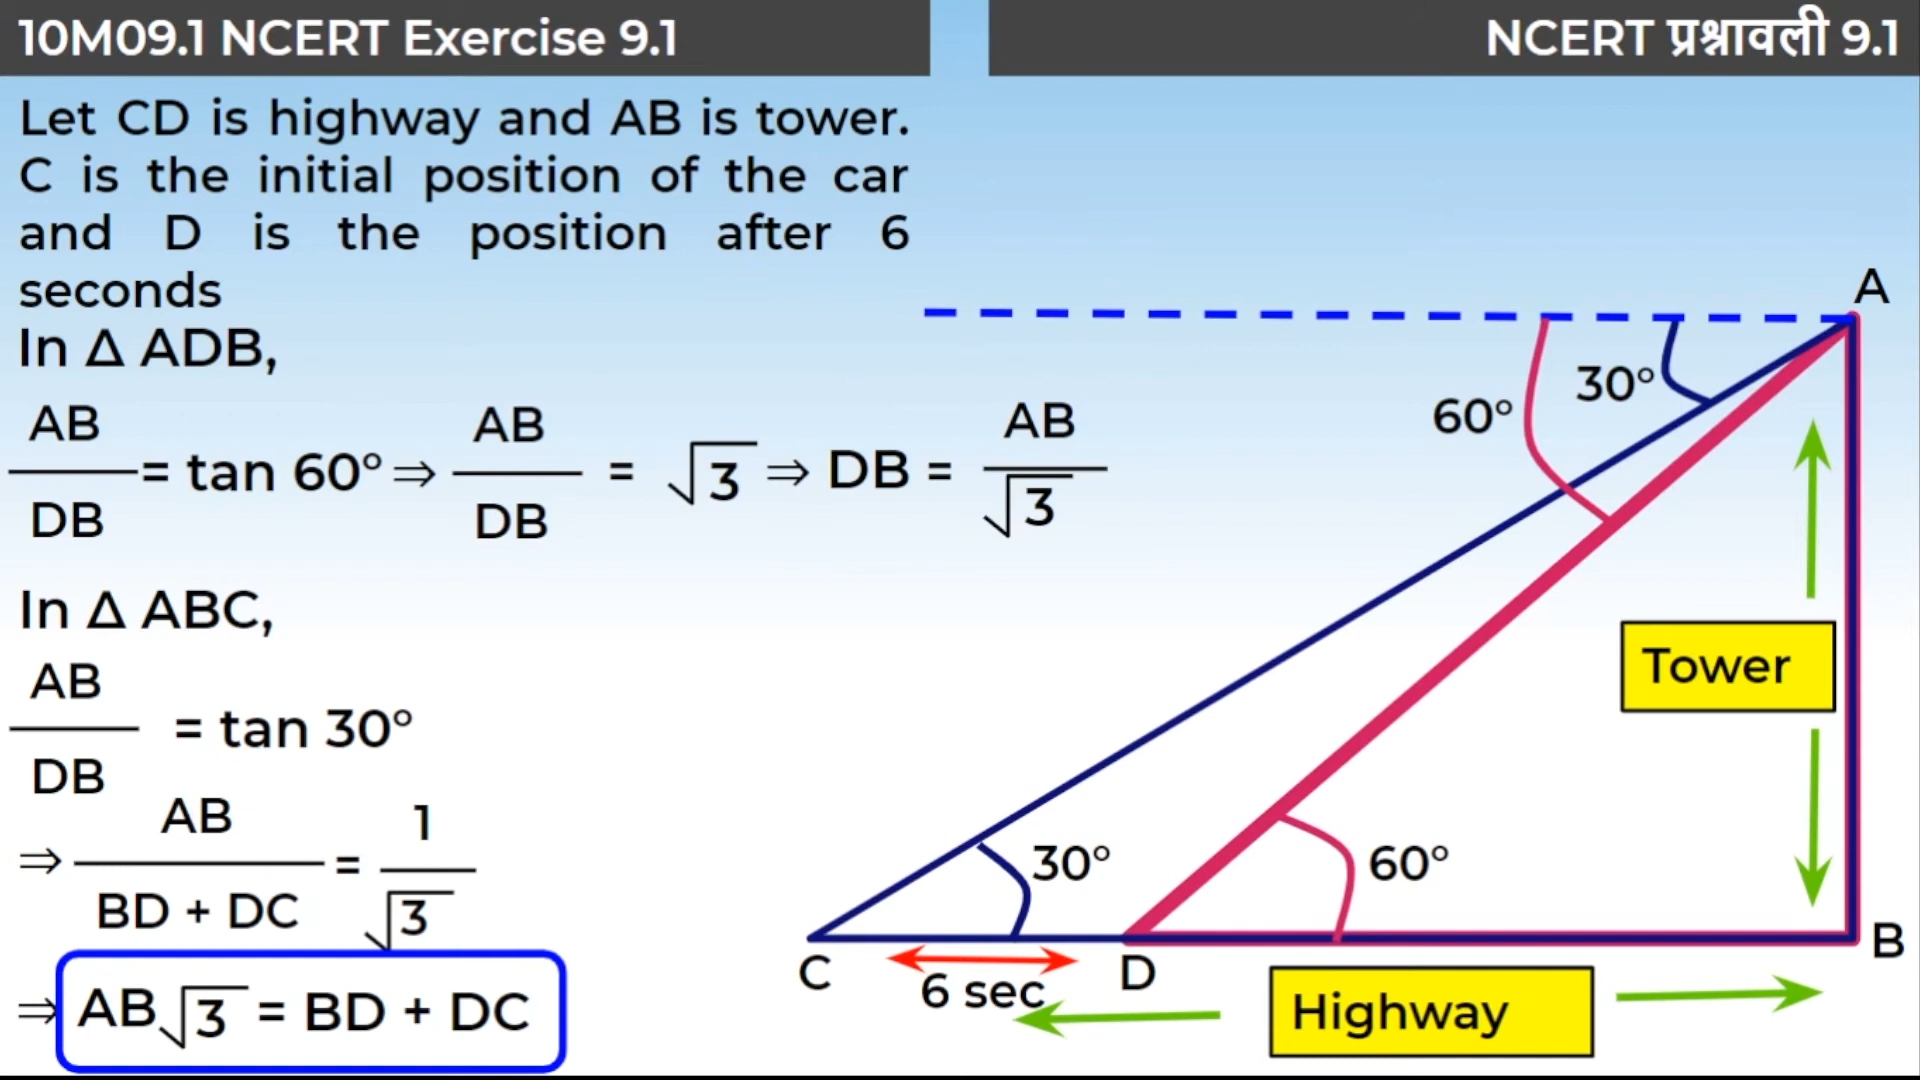 10M09.1 NCERT Exercise 9.1
NCERT प्रश्नावली 9.1
Let CD is highway and AB is tower.
C is the initial position of the car
and D is the position after 6
seconds
In Δ ADB,
AB
DB
= tan 60° ⇒
AB
DB
= √3 ⇒ DB =
AB
√3
In Δ ABC,
AB
DB
= tan 30°
⇒
AB
BD + DC
=
1
√3
⇒ AB√3 = BD + DC
A
30°
60°
Tower
30°
60°
B
C
6 sec
D
Highway